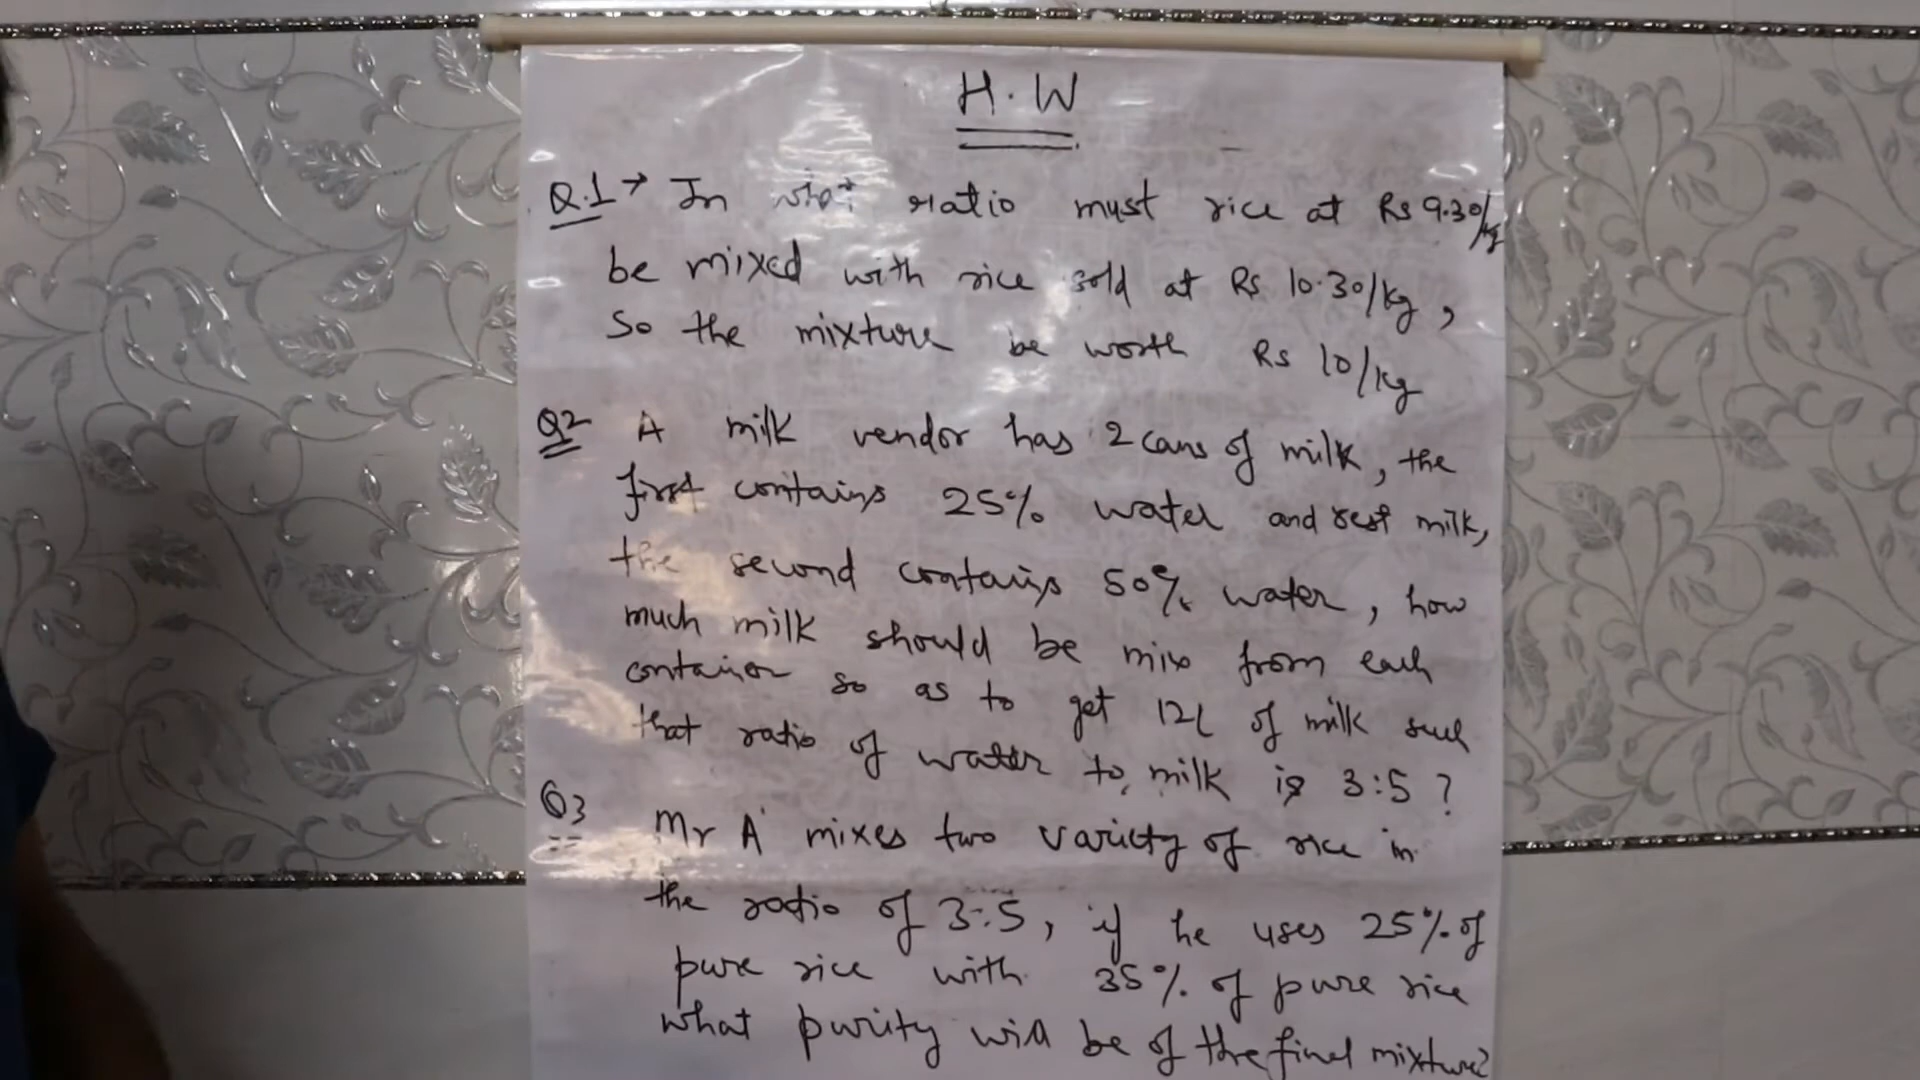 H.W
Q.1 → In what ratio must rice at Rs 9.30/kg
be mixed with rice sold at Rs 10.30/kg,
So the mixture be worth Rs 10/kg
Q2 A milk vendor has 2 cans of milk, the
first contains 25% water and rest milk,
the second contains 50% water, how
much milk should be mix from each
container so as to get 12L of milk such
that ratio of water to milk is 3:5?
Q3 Mr A mixes two variety of rice in
the ratio of 3:5, if he uses 25% of
pure rice with 35% of pure rice
what purity will be of the final mixture?